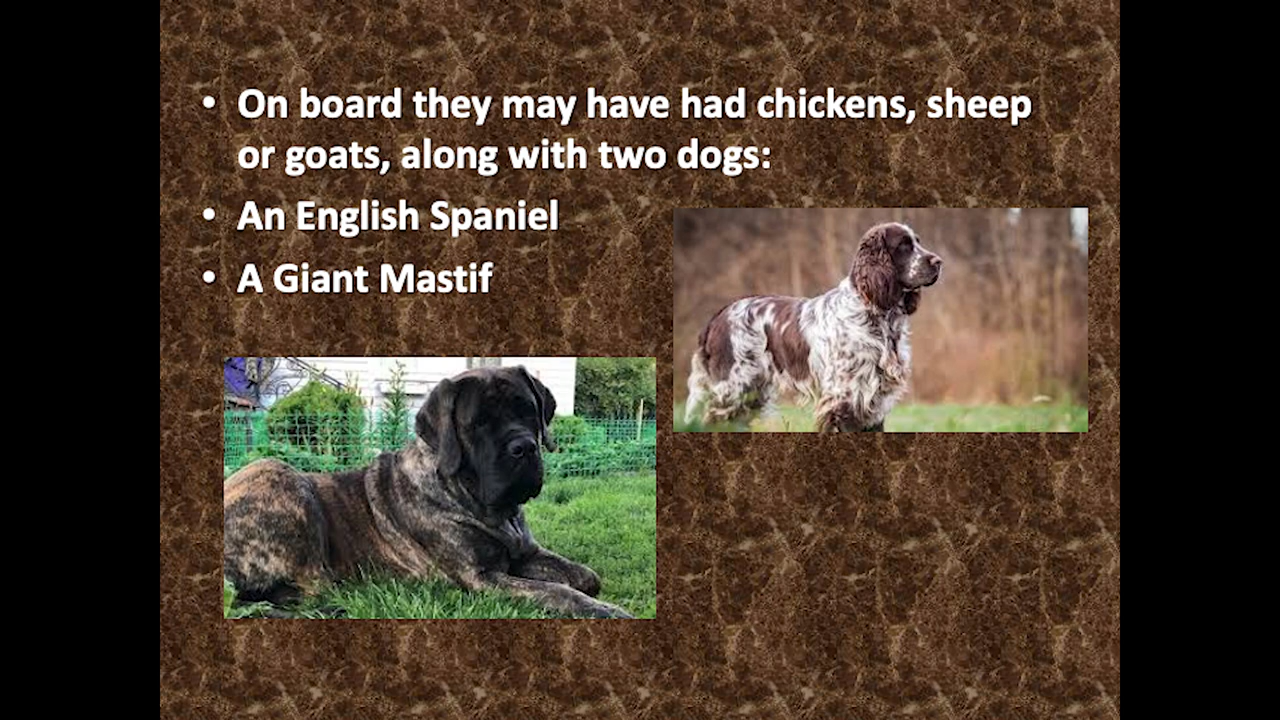 • On board they may have had chickens, sheep
or goats, along with two dogs:
• An English Spaniel
• A Giant Mastif